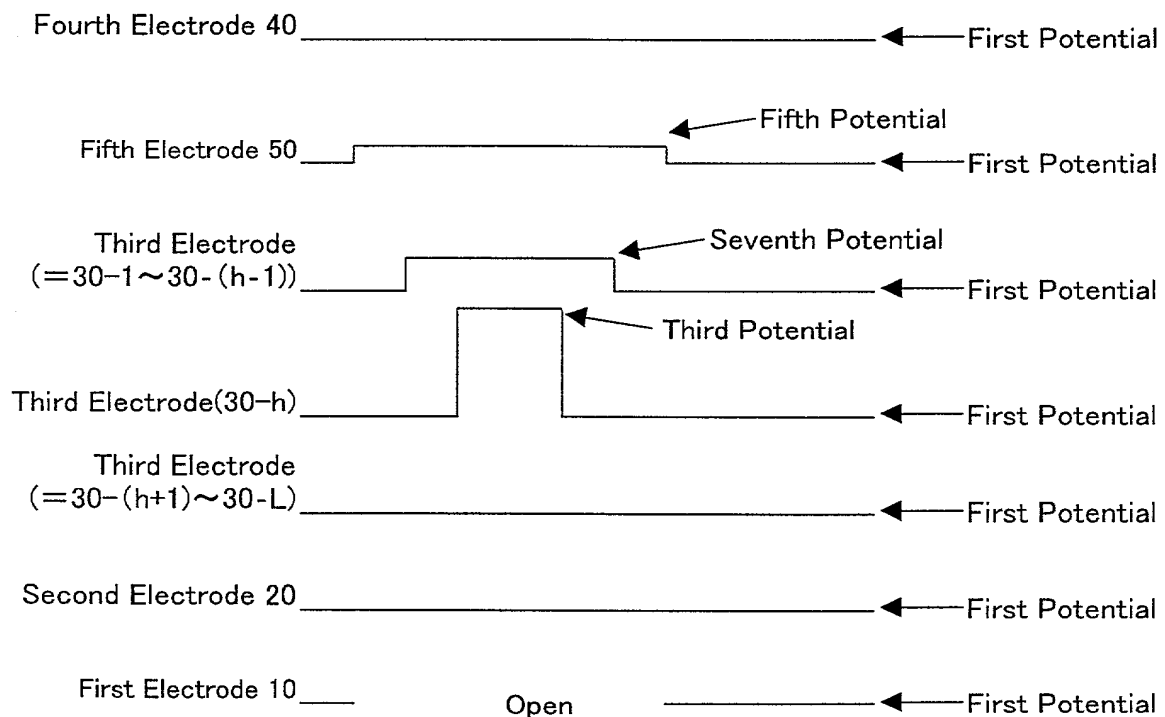 Fourth Electrode 40
First Potential
Fifth Potential
Fifth Electrode 50
First Potential
Third Electrode
(=30-1~30-(h-1))
Seventh Potential
First Potential
Third Potential
Third Electrode(30-h)
First Potential
Third Electrode
(=30-(h+1)~30-L)
First Potential
Second Electrode 20
First Potential
First Electrode 10
Open
First Potential